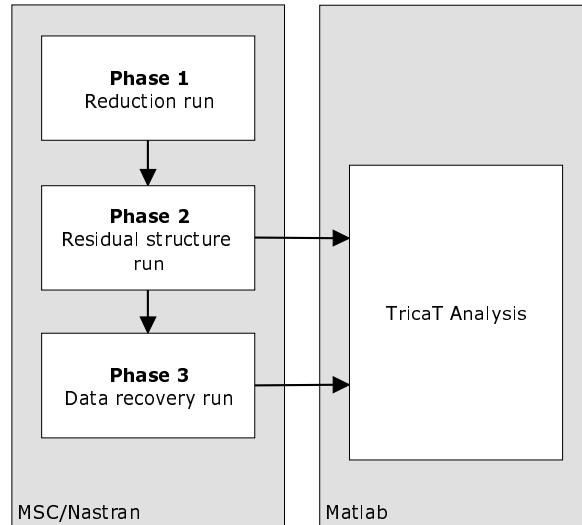 Phase 1
Reduction run
Phase 2
Residual structure
run
Phase 3
Data recovery run
MSC/Nastran
TricaT Analysis
Matlab